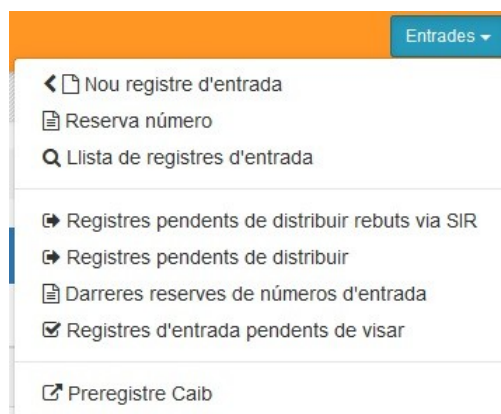 Entrades
Nou registre d'entrada
Reserva número
Llista de registres d'entrada
Registres pendents de distribuir rebuts via SIR
Registres pendents de distribuir
Darreres reserves de números d'entrada
Registres d'entrada pendents de visar
Preregistre Caib